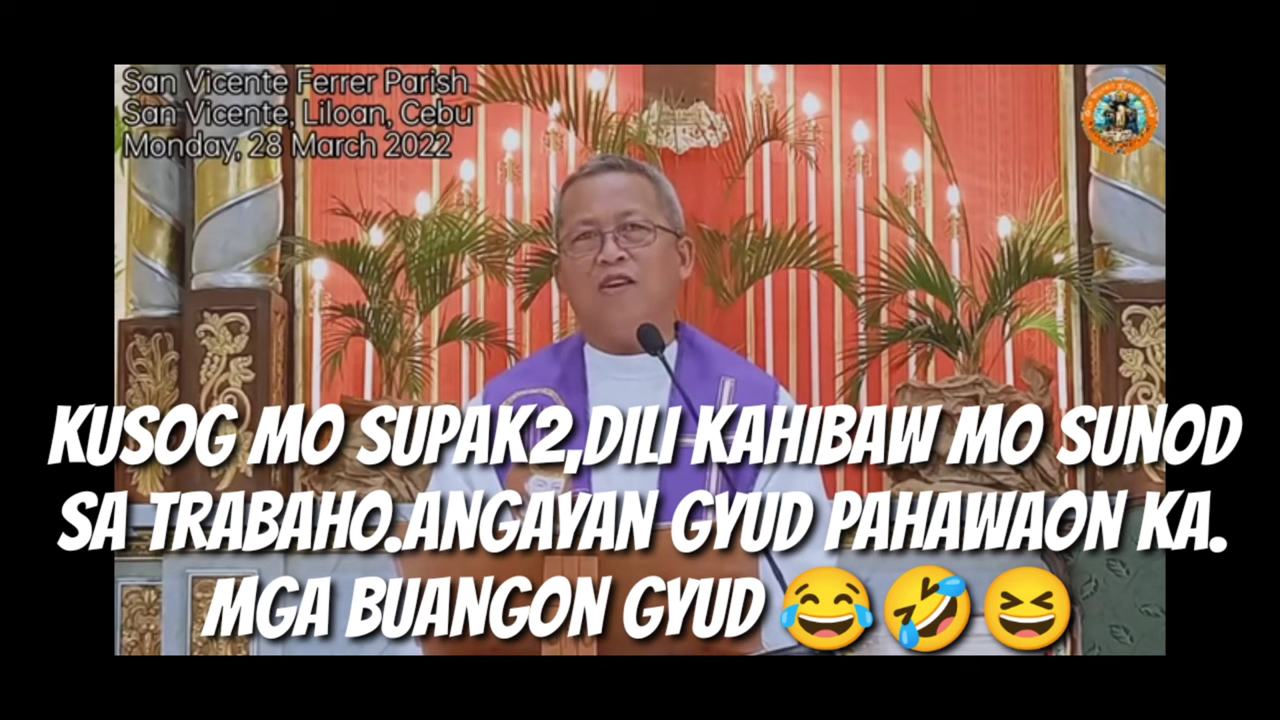 San Vicente Ferrer Parish
San Vicente, Liloan, Cebu
Monday, 28 March 2022
KUSOG MO SUPAK2,DILI KAHIBAW MO SUNOD
SA TRABAHO.ANGAYAN GYUD PAHAWAON KA.
MGA BUANGON GYUD 😂 🤣 😆